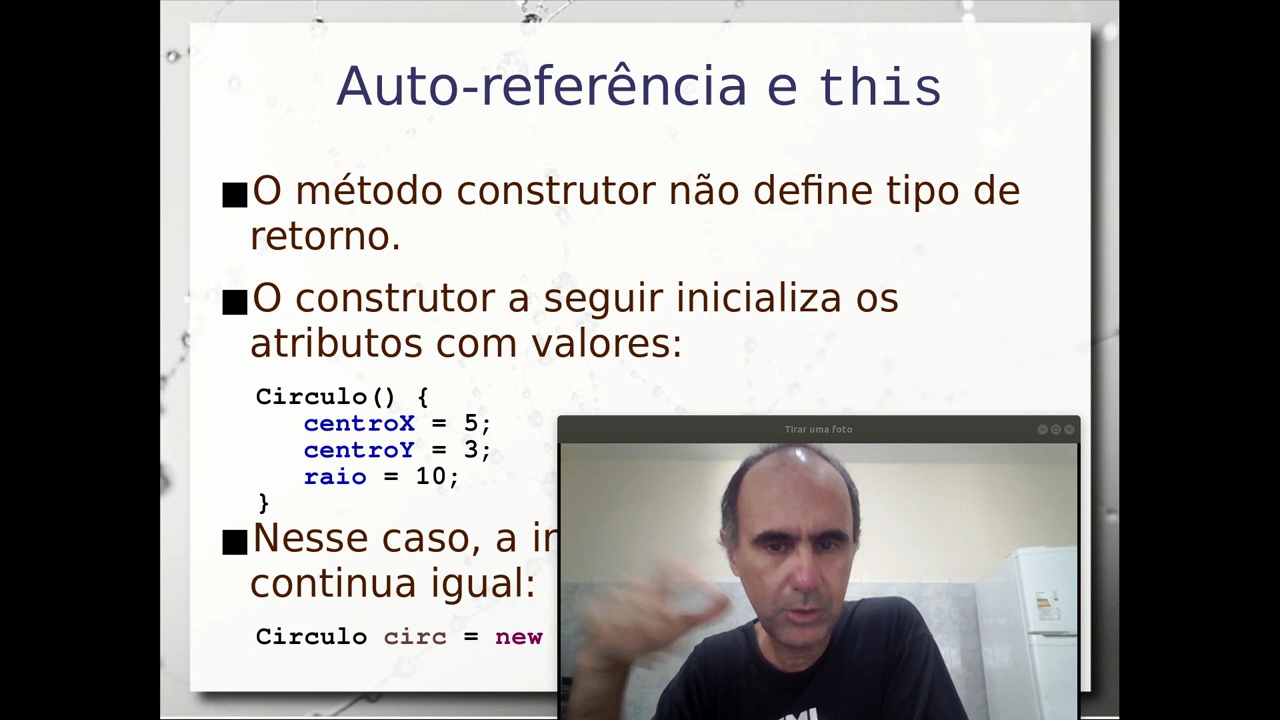 Auto-referência e this
■O método construtor não define tipo de
retorno.
■O construtor a seguir inicializa os
atributos com valores:
Circulo() {
centroX = 5;
centroY = 3;
raio = 10;
}
■Nesse caso, a
continua igual:
Circulo circ = new
Tirar uma foto